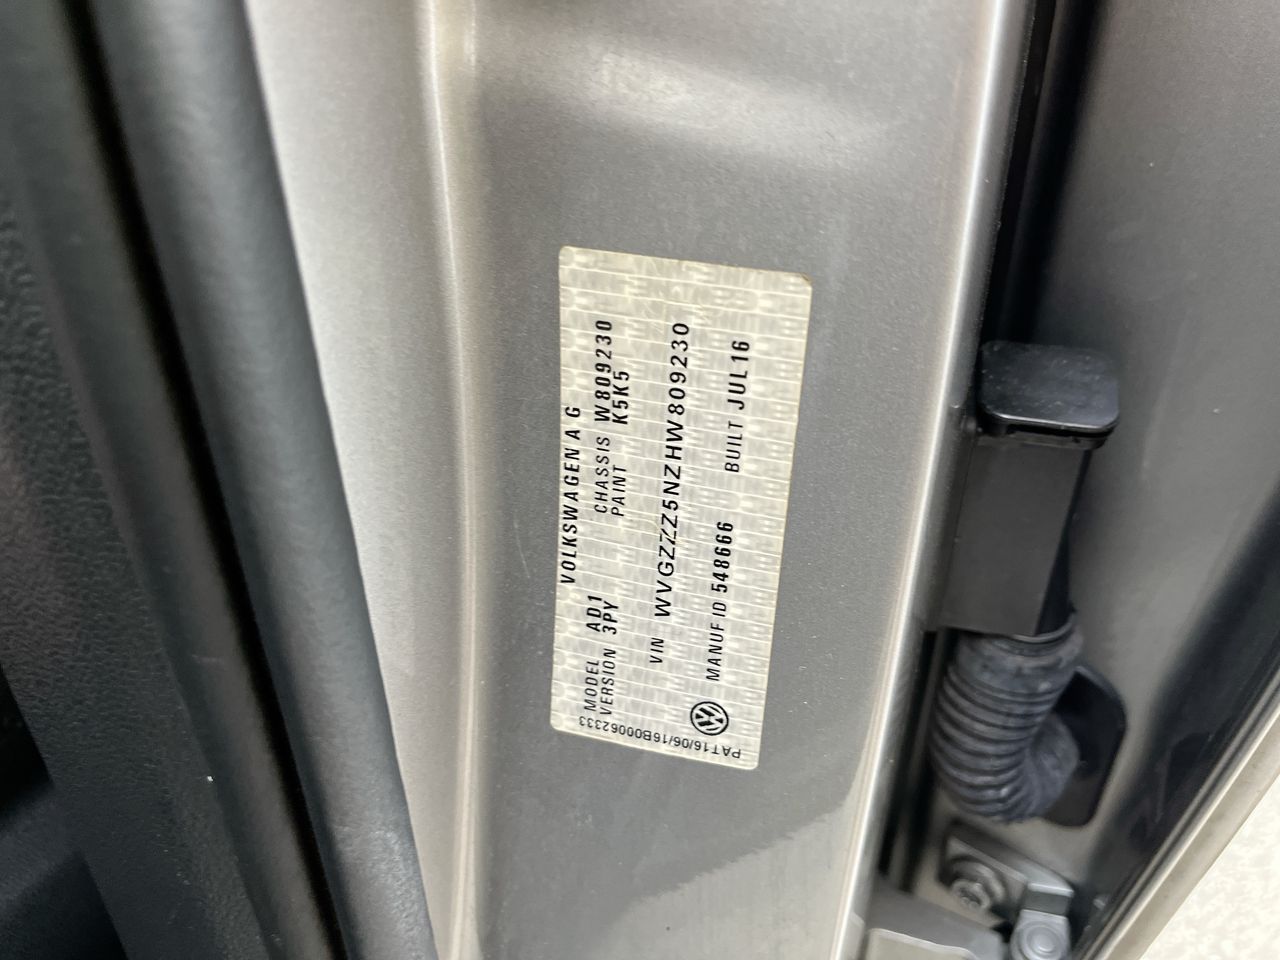 VOLKSWAGEN A G
MODEL AD1 CHASSIS W809230
VERSION 3PY PAINT K5K5
VIN WVGZZZ5NZHW809230
MANUF ID 548666 BUILT JUL16
PAT16/06/16B00062333